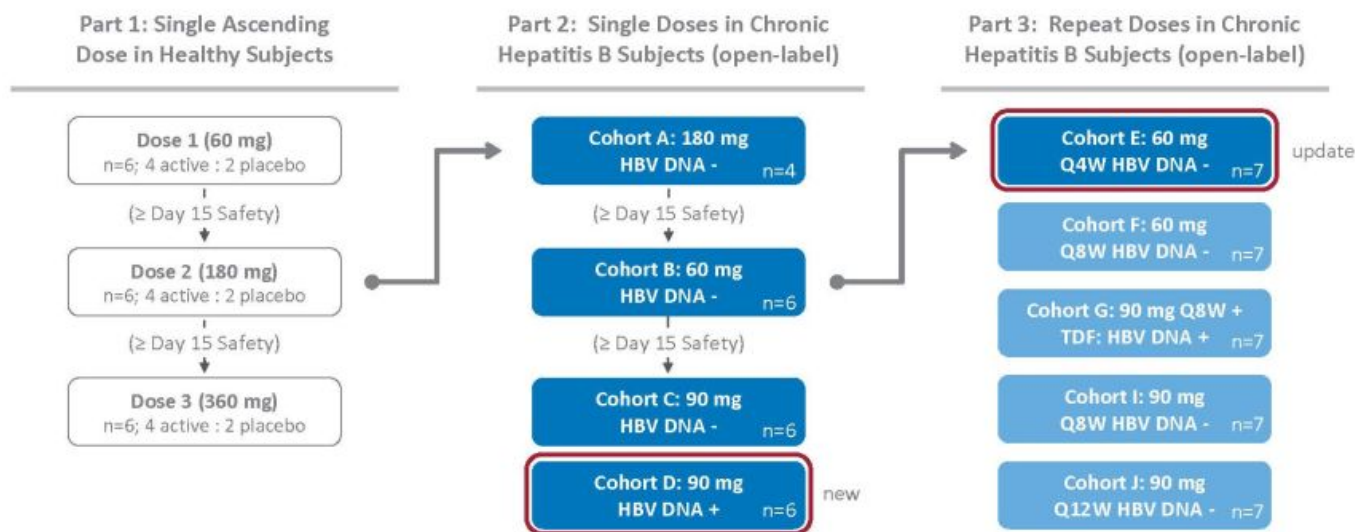 Part 1: Single Ascending
Dose in Healthy Subjects
Dose 1 (60 mg)
n=6; 4 active : 2 placebo
(≥ Day 15 Safety)
Dose 2 (180 mg)
n=6; 4 active : 2 placebo
(≥ Day 15 Safety)
Dose 3 (360 mg)
n=6; 4 active : 2 placebo
Part 2: Single Doses in Chronic
Hepatitis B Subjects (open-label)
Cohort A: 180 mg
HBV DNA - n=4
(≥ Day 15 Safety)
Cohort B: 60 mg
HBV DNA - n=6
(≥ Day 15 Safety)
Cohort C: 90 mg
HBV DNA - n=6
Cohort D: 90 mg
HBV DNA + n=6
new
Part 3: Repeat Doses in Chronic
Hepatitis B Subjects (open-label)
Cohort E: 60 mg
Q4W HBV DNA - n=7
update
Cohort F: 60 mg
Q8W HBV DNA - n=7
Cohort G: 90 mg Q8W +
TDF: HBV DNA + n=7
Cohort I: 90 mg
Q8W HBV DNA - n=7
Cohort J: 90 mg
Q12W HBV DNA - n=7